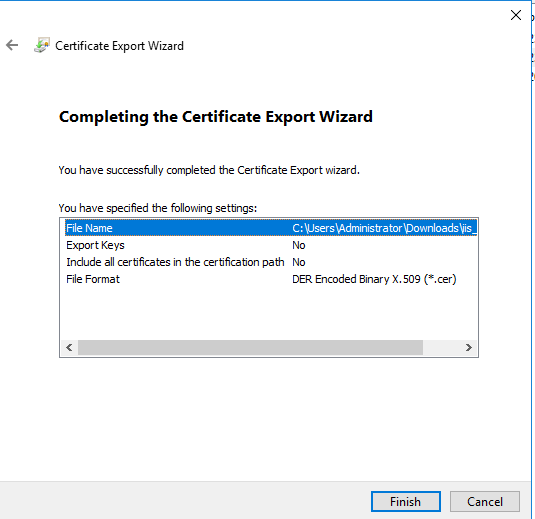 Certificate Export Wizard
Completing the Certificate Export Wizard
You have successfully completed the Certificate Export wizard.
You have specified the following settings:
File Name C:\Users\Administrator\Downloads\iis_
Export Keys No
Include all certificates in the certification path No
File Format DER Encoded Binary X.509 (*.cer)
Finish Cancel